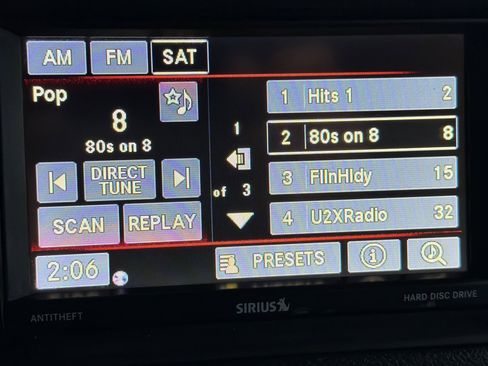 AM FM SAT
Pop
8
80s on 8
DIRECT
TUNE
SCAN REPLAY
1
of 3
1 Hits 1 2
2 80s on 8 8
3 FlInHldy 15
4 U2XRadio 32
2:06
PRESETS
SIRIUS
ANTITHEFT
HARD DISC DRIVE